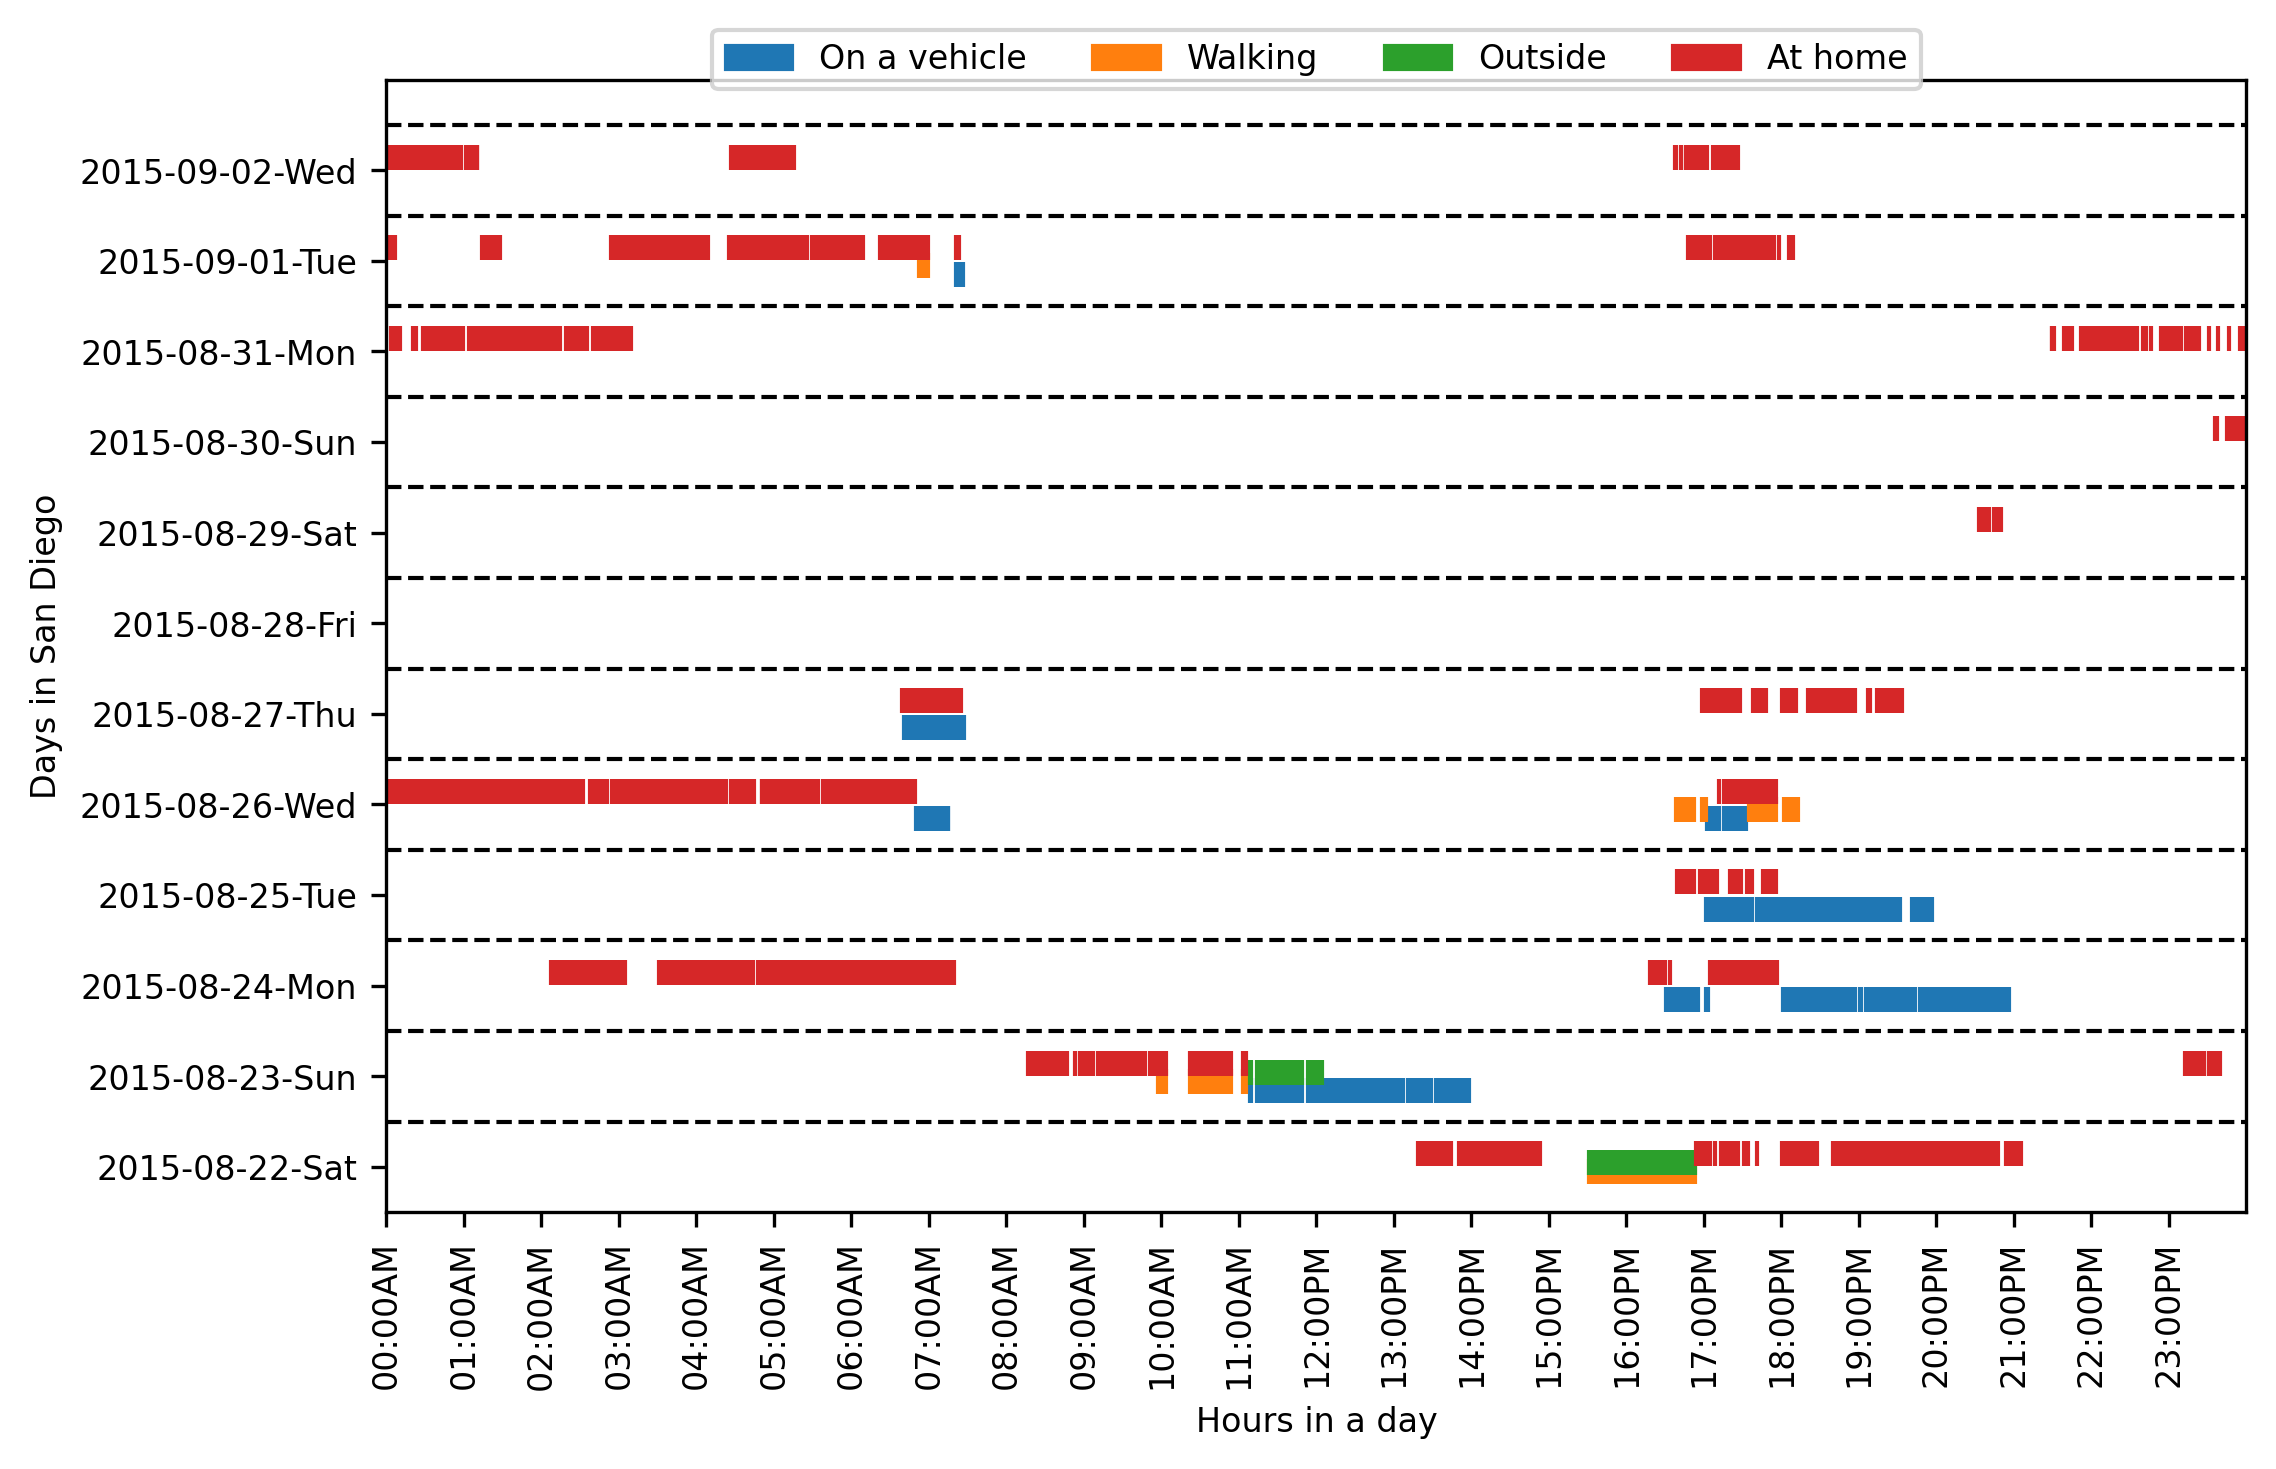 On a vehicle Walking Outside At home
Days in San Diego
2015-09-02-Wed
2015-09-01-Tue
2015-08-31-Mon
2015-08-30-Sun
2015-08-29-Sat
2015-08-28-Fri
2015-08-27-Thu
2015-08-26-Wed
2015-08-25-Tue
2015-08-24-Mon
2015-08-23-Sun
2015-08-22-Sat
00:00AM
01:00AM
02:00AM
03:00AM
04:00AM
05:00AM
06:00AM
07:00AM
08:00AM
09:00AM
10:00AM
11:00AM
12:00PM
13:00PM
14:00PM
15:00PM
16:00PM
17:00PM
18:00PM
19:00PM
20:00PM
21:00PM
22:00PM
23:00PM
Hours in a day